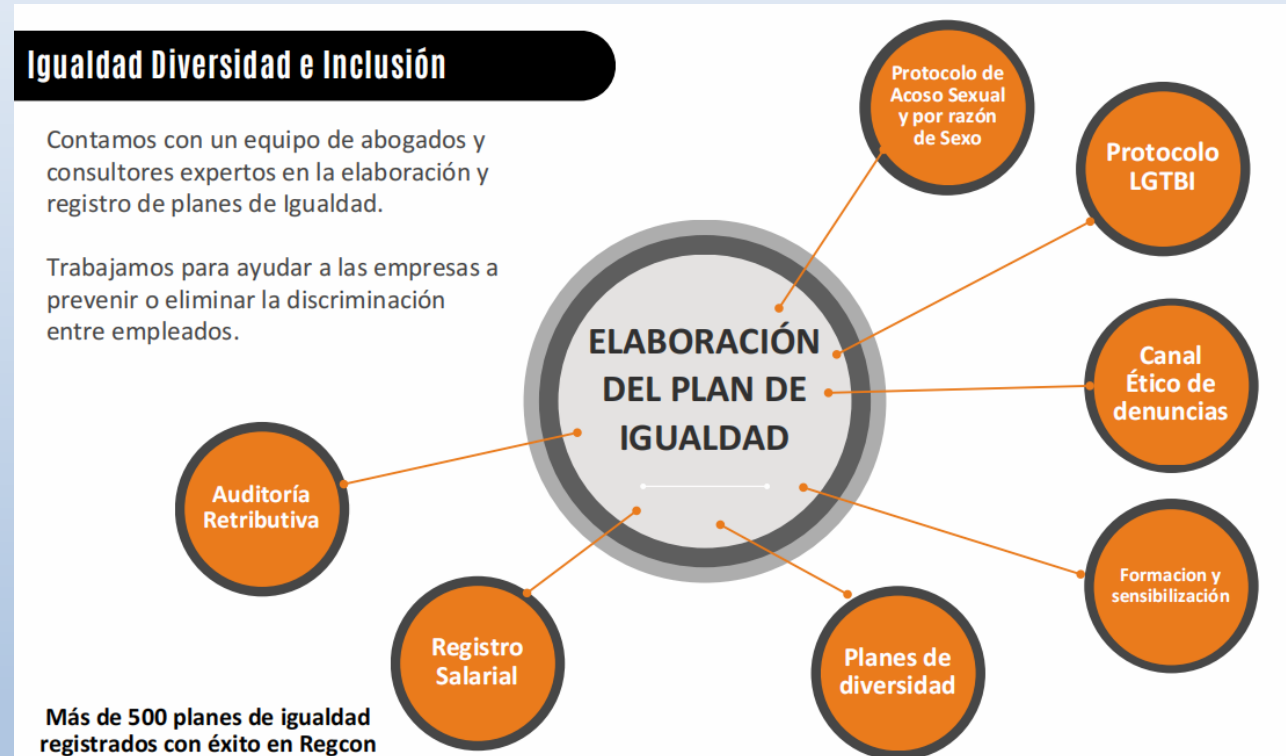 Igualdad Diversidad e Inclusión
Contamos con un equipo de abogados y
consultores expertos en la elaboración y
registro de planes de Igualdad.
Trabajamos para ayudar a las empresas a
prevenir o eliminar la discriminación
entre empleados.
Protocolo de
Acoso Sexual
y por razón
de Sexo
Protocolo
LGTBI
ELABORACIÓN
DEL PLAN DE
IGUALDAD
Canal
Ético de
denuncias
Auditoría
Retributiva
Formacion y
sensibilización
Registro
Salarial
Planes de
diversidad
Más de 500 planes de igualdad
registrados con éxito en Regcon